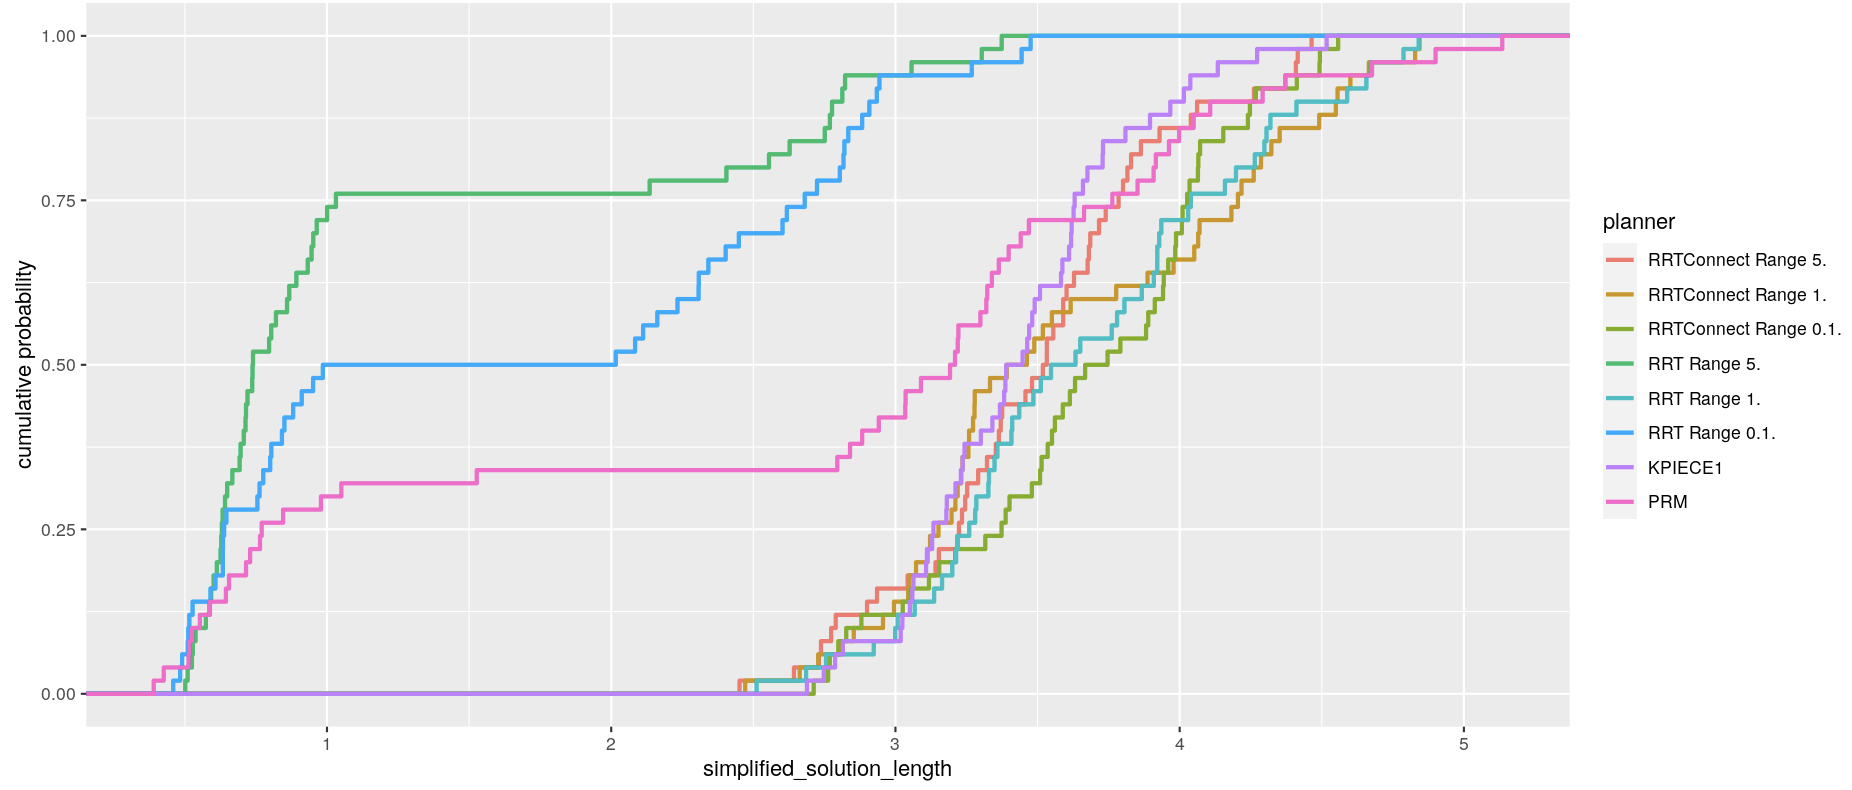 1.00
0.75
0.50
0.25
0.00
cumulative probability
1
2
3
4
5
simplified_solution_length
planner
RRTConnect Range 5.
RRTConnect Range 1.
RRTConnect Range 0.1.
RRT Range 5.
RRT Range 1.
RRT Range 0.1.
KPIECE1
PRM